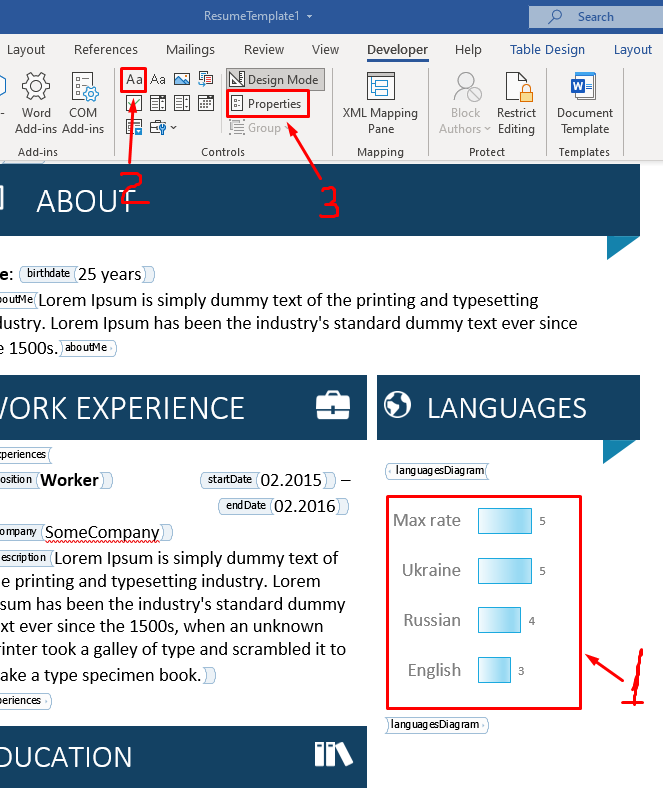 ResumeTemplate1
Search
Layout References Mailings Review View Developer Help Table Design Layout
Aa Aa Design Mode
Properties
Group
Word Add-ins
COM Add-ins
XML Mapping Pane
Block Authors
Restrict Editing
Document Template
Add-ins Controls Mapping Protect Templates
2
3
ABOUT
e: birthdate 25 years
boutMe Lorem Ipsum is simply dummy text of the printing and typesetting
dustry. Lorem Ipsum has been the industry's standard dummy text ever since
e 1500s. aboutMe
WORK EXPERIENCE
LANGUAGES
xperiences
osition Worker startDate 02.2015 –
endDate 02.2016
ompany SomeCompany
escription Lorem Ipsum is simply dummy text of
e printing and typesetting industry. Lorem
sum has been the industry's standard dummy
xt ever since the 1500s, when an unknown
rinter took a galley of type and scrambled it to
ake a type specimen book.
periences
languagesDiagram
Max rate 5
Ukraine 5
Russian 4
English 3
1
languagesDiagram
DUCATION